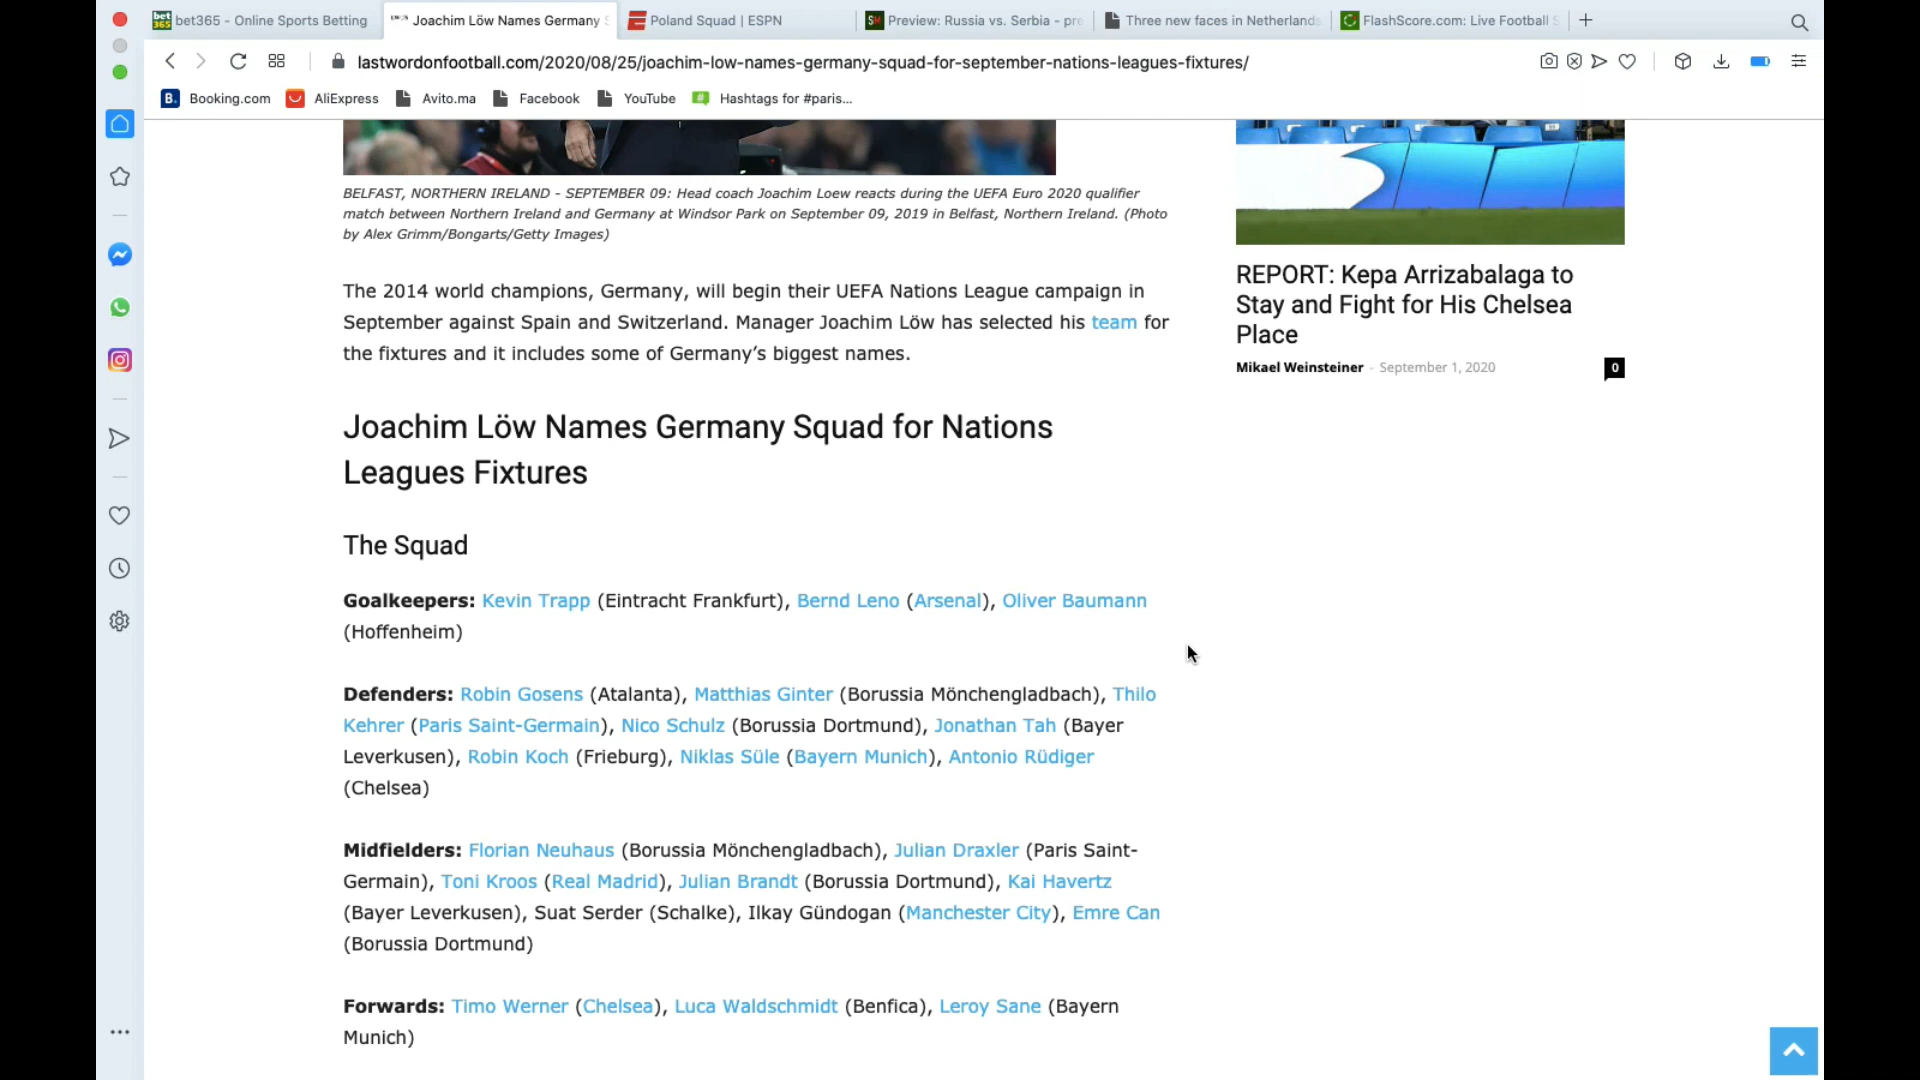 bet365 - Online Sports Betting
Joachim Löw Names Germany S
Poland Squad | ESPN
Preview: Russia vs. Serbia - pre
Three new faces in Netherlands
FlashScore.com: Live Football S
lastwordonfootball.com/2020/08/25/joachim-low-names-germany-squad-for-september-nations-leagues-fixtures/
B. Booking.com
AliExpress
Avito.ma
Facebook
YouTube
# Hashtags for #paris...
BELFAST, NORTHERN IRELAND - SEPTEMBER 09: Head coach Joachim Loew reacts during the UEFA Euro 2020 qualifier
match between Northern Ireland and Germany at Windsor Park on September 09, 2019 in Belfast, Northern Ireland. (Photo
by Alex Grimm/Bongarts/Getty Images)
The 2014 world champions, Germany, will begin their UEFA Nations League campaign in
September against Spain and Switzerland. Manager Joachim Löw has selected his team for
the fixtures and it includes some of Germany’s biggest names.
Joachim Löw Names Germany Squad for Nations
Leagues Fixtures
The Squad
Goalkeepers: Kevin Trapp (Eintracht Frankfurt), Bernd Leno (Arsenal), Oliver Baumann
(Hoffenheim)
Defenders: Robin Gosens (Atalanta), Matthias Ginter (Borussia Mönchengladbach), Thilo
Kehrer (Paris Saint-Germain), Nico Schulz (Borussia Dortmund), Jonathan Tah (Bayer
Leverkusen), Robin Koch (Frieburg), Niklas Süle (Bayern Munich), Antonio Rüdiger
(Chelsea)
Midfielders: Florian Neuhaus (Borussia Mönchengladbach), Julian Draxler (Paris Saint-
Germain), Toni Kroos (Real Madrid), Julian Brandt (Borussia Dortmund), Kai Havertz
(Bayer Leverkusen), Suat Serder (Schalke), Ilkay Gündogan (Manchester City), Emre Can
(Borussia Dortmund)
Forwards: Timo Werner (Chelsea), Luca Waldschmidt (Benfica), Leroy Sane (Bayern
Munich)
REPORT: Kepa Arrizabalaga to
Stay and Fight for His Chelsea
Place
Mikael Weinsteiner - September 1, 2020
0